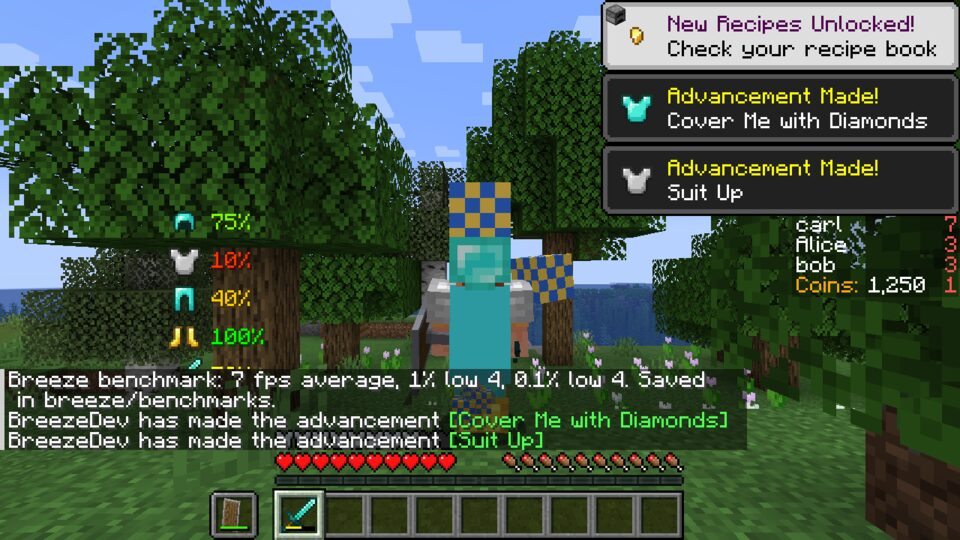 New Recipes Unlocked!
Check your recipe book
Advancement Made!
Cover Me with Diamonds
Advancement Made!
Suit Up
carl 7
Alice 3
bob 3
Coins: 1,250 1
75%
10%
40%
100%
Breeze benchmark: 7 fps average, 1% low 4, 0.1% low 4. Saved
in breeze/benchmarks.
BreezeDev has made the advancement [Cover Me with Diamonds]
BreezeDev has made the advancement [Suit Up]